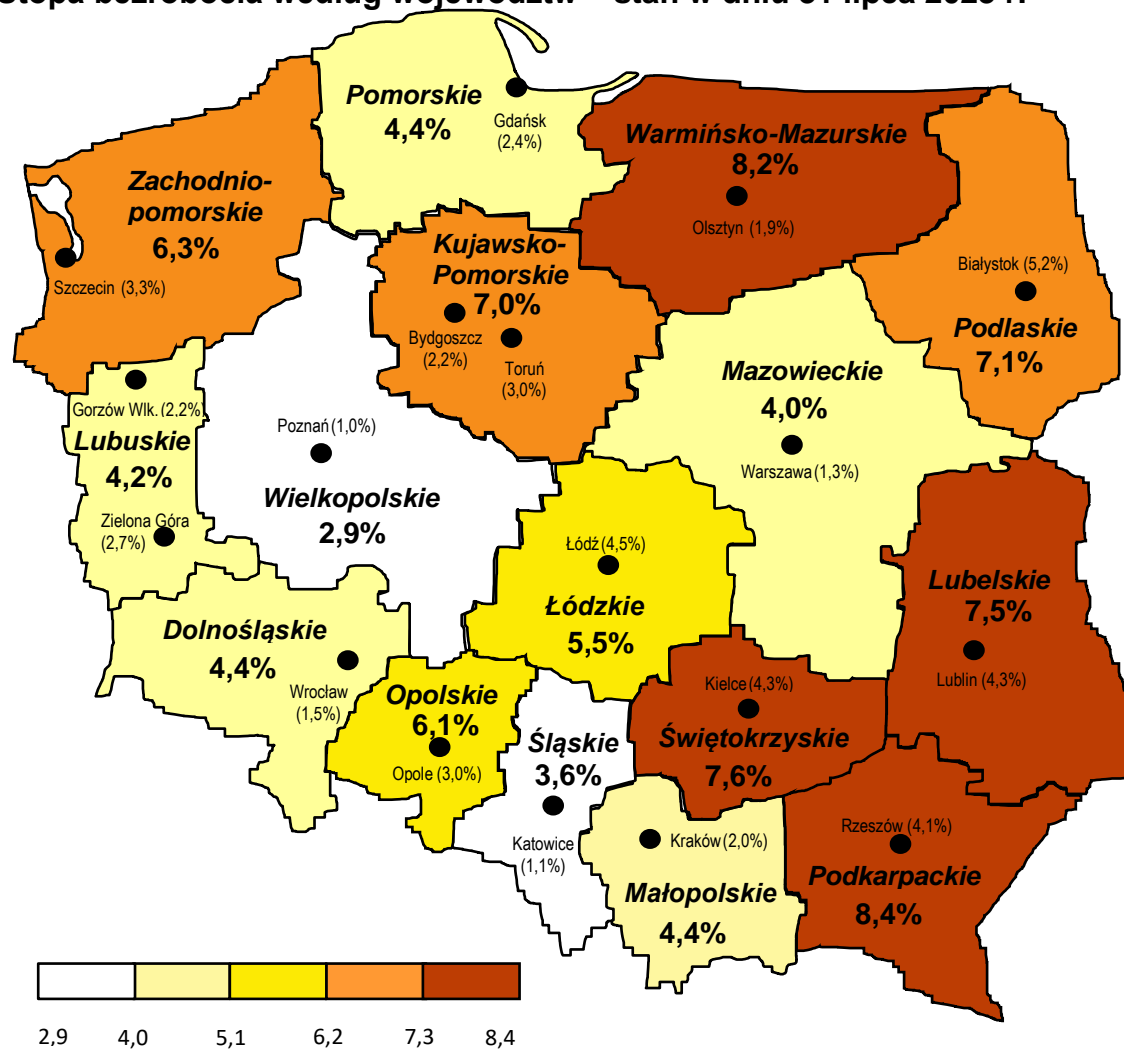 według województw
Pomorskie
4,4%
Gdańsk
(2,4%)
Warmińsko-Mazurskie
8,2%
Olsztyn (1,9%)
Zachodnio-
pomorskie
6,3%
Szczecin (3,3%)
Kujawsko-
Pomorskie
7,0%
Bydgoszcz
(2,2%)
Toruń
(3,0%)
Białystok (5,2%)
Podlaskie
7,1%
Mazowieckie
4,0%
Warszawa (1,3%)
Gorzów Wlk. (2,2%)
Lubuskie
4,2%
Zielona Góra
(2,7%)
Poznań (1,0%)
Wielkopolskie
2,9%
Łódź (4,5%)
Łódzkie
5,5%
Lubelskie
7,5%
Lublin (4,3%)
Dolnośląskie
4,4%
Wrocław
(1,5%)
Opolskie
6,1%
Opole (3,0%)
Śląskie
3,6%
Katowice
(1,1%)
Kielce (4,3%)
Świętokrzyskie
7,6%
Kraków (2,0%)
Małopolskie
4,4%
Rzeszów (4,1%)
Podkarpackie
8,4%
2,9 4,0 5,1 6,2 7,3 8,4